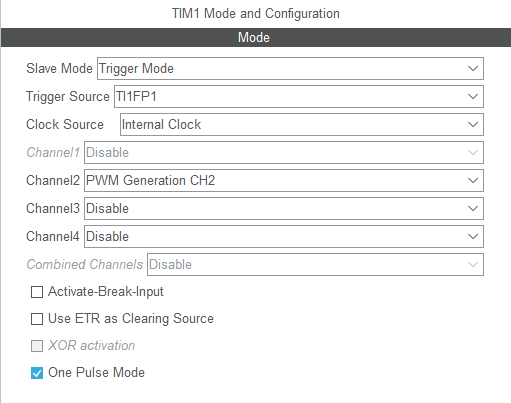 TIM1 Mode and Configuration
Mode
Slave Mode Trigger Mode
Trigger Source TI1FP1
Clock Source Internal Clock
Channel1 Disable
Channel2 PWM Generation CH2
Channel3 Disable
Channel4 Disable
Combined Channels Disable
Activate-Break-Input
Use ETR as Clearing Source
XOR activation
One Pulse Mode